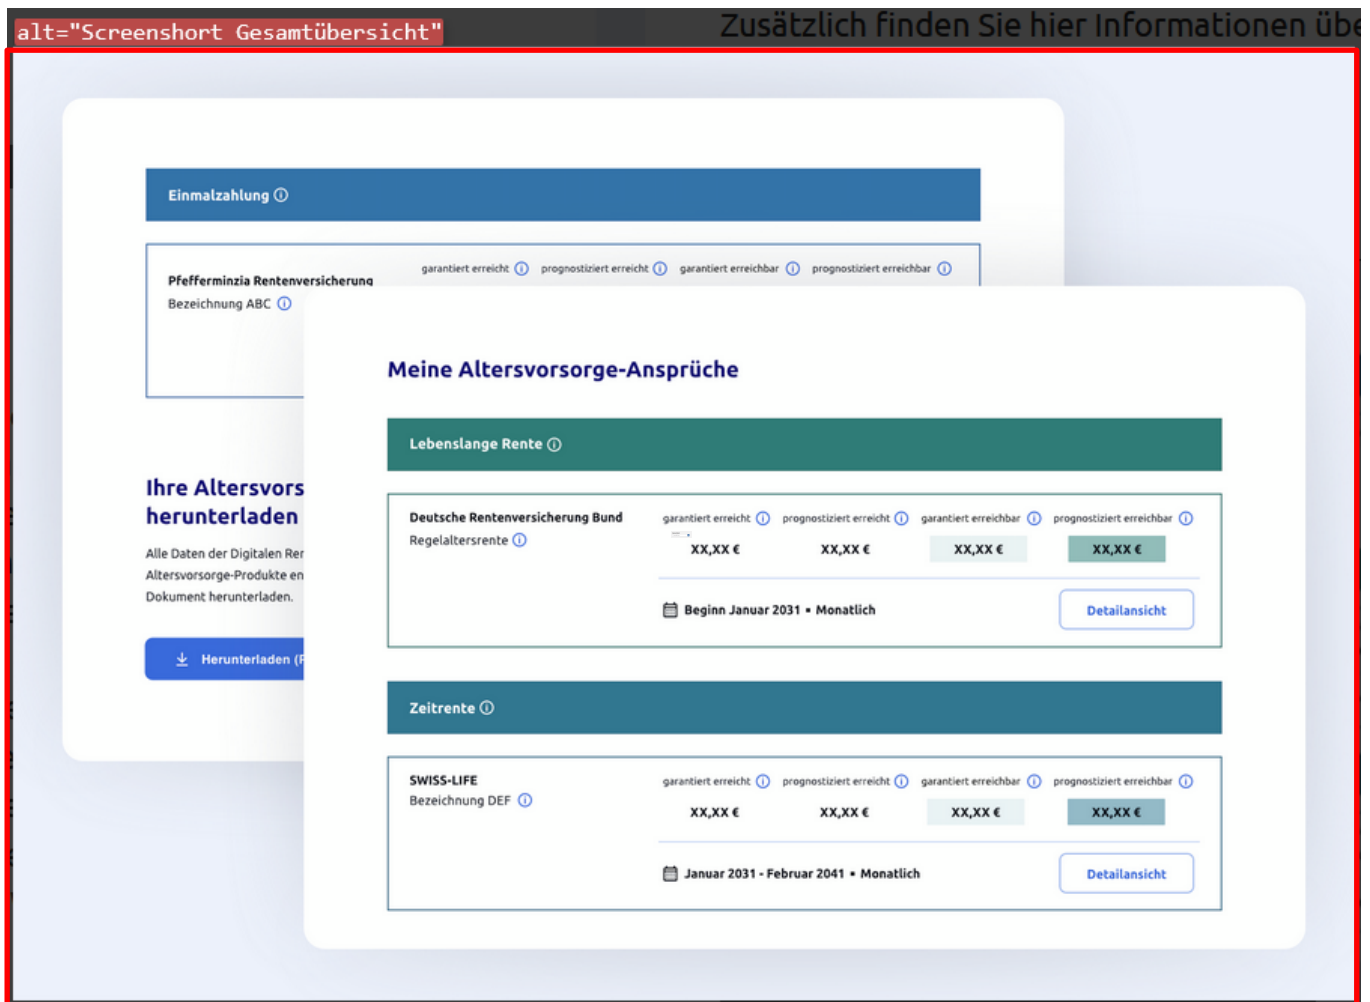 alt="Screenshort Gesamtübersicht"
Zusätzlich finden Sie hier Informationen übe
Einmalzahlung
garantiert erreicht prognostiziert erreicht garantiert erreichbar prognostiziert erreichbar
Pfefferminzia Rentenversicherung
Bezeichnung ABC
Ihre Altersvors
herunterladen
Alle Daten der Digitalen Ren
Altersvorsorge-Produkte en
Dokument herunterladen.
Herunterladen (P
Meine Altersvorsorge-Ansprüche
Lebenslange Rente
Deutsche Rentenversicherung Bund
Regelaltersrente
garantiert erreicht prognostiziert erreicht garantiert erreichbar prognostiziert erreichbar
XX,XX € XX,XX € XX,XX € XX,XX €
Beginn Januar 2031 • Monatlich
Detailansicht
Zeitrente
SWISS-LIFE
Bezeichnung DEF
garantiert erreicht prognostiziert erreicht garantiert erreichbar prognostiziert erreichbar
XX,XX € XX,XX € XX,XX € XX,XX €
Januar 2031 - Februar 2041 • Monatlich
Detailansicht